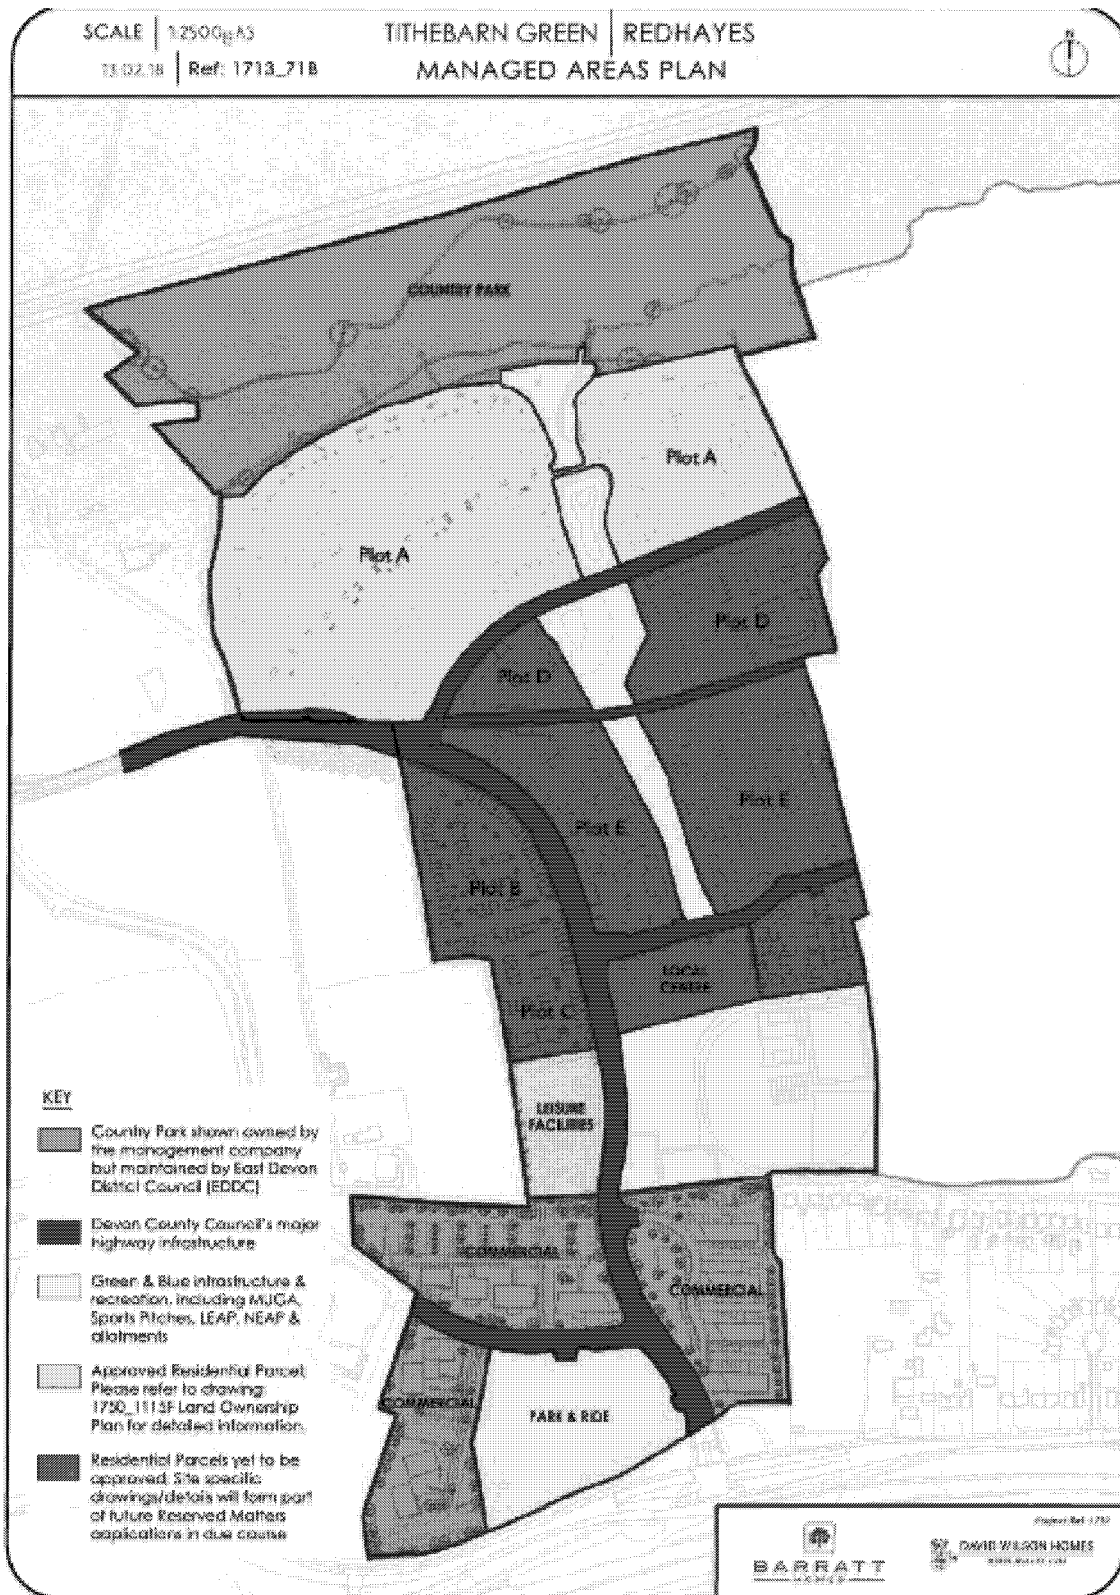 SCALE 1:2500@A3
TITHEBARN GREEN | REDHAYES
13.02.18 | Ref: 1713_71B
MANAGED AREAS PLAN
N
COUNTRY PARK
Plot A
Plot A
Plot D
Plot D
Plot E
Plot E
Plot B
LOCAL
CENTRE
Plot C
LEISURE
FACILITIES
COMMERCIAL
COMMERCIAL
COMMERCIAL
PARK & RIDE
KEY
Country Park shown owned by
the management company
but maintained by East Devon
District Council (EDDC)
Devon County Council's major
highway infrastructure
Green & Blue infrastructure &
recreation, including MUGA,
Sports Pitches, LEAP, NEAP &
allotments
Approved Residential Parcel.
Please refer to drawing
1750_1115F Land Ownership
Plan for detailed information.
Residential Parcels yet to be
approved. Site specific
drawings/details will form part
of future Reserved Matters
applications in due course
BARRATT
HOMES
DAVID WILSON HOMES